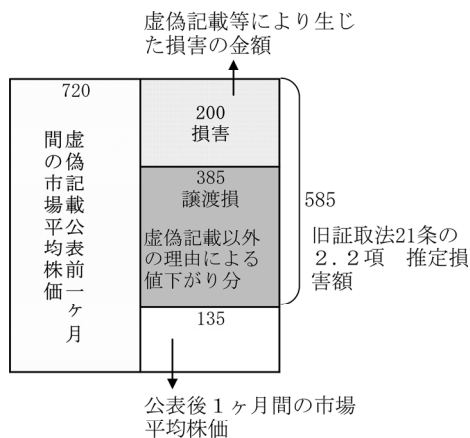 虚偽記載等により生じ
た損害の金額
720
虚偽記載公表前一ヶ月
間の市場平均株価
200
損害
385
譲渡損
虚偽記載以外
の理由による
値下がり分
135
585
旧証取法21条の
２.２項　推定損
害額
公表後１ヶ月間の市場
平均株価